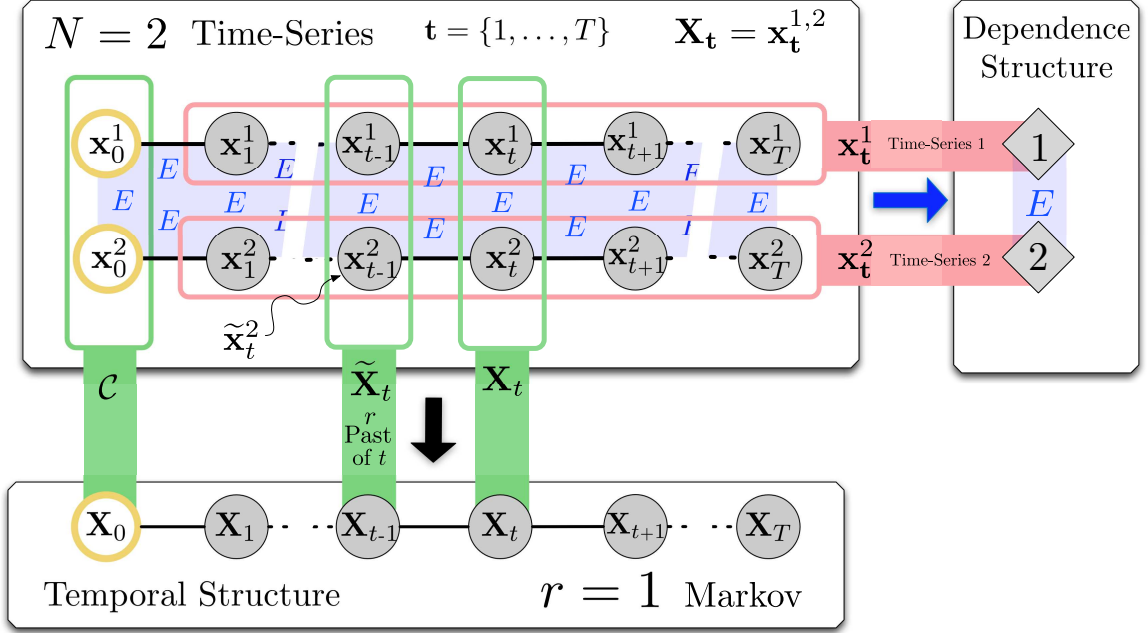 N = 2 Time-Series t = {1, . . . , T} X_t = x_t^{1,2}
Dependence
Structure
x_0^1 x_1^1 x_{t-1}^1 x_t^1 x_{t+1}^1 x_T^1 x_t^1 Time-Series 1 1
E E E E
E E E E E E E
E E E
x_0^2 x_1^2 x_{t-1}^2 x_t^2 x_{t+1}^2 x_T^2 x_t^2 Time-Series 2 2
x̃_t^2
C X̃_t X_t
r
Past
of t
X_0 X_1 X_{t-1} X_t X_{t+1} X_T
Temporal Structure r = 1 Markov